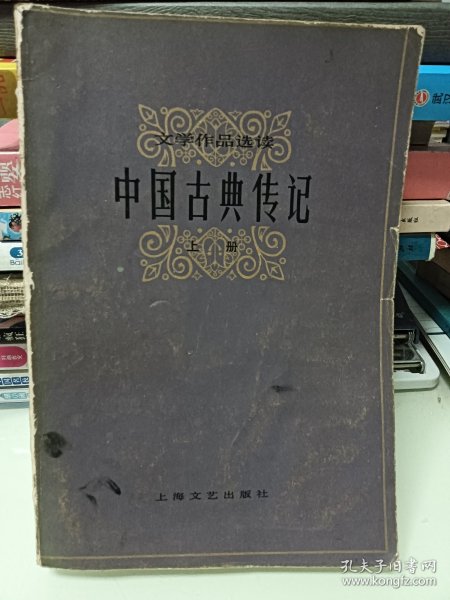 文学作品选读
中国古典传记
上册
上海文艺出版社
孔夫子旧书网
www.kongfz.com